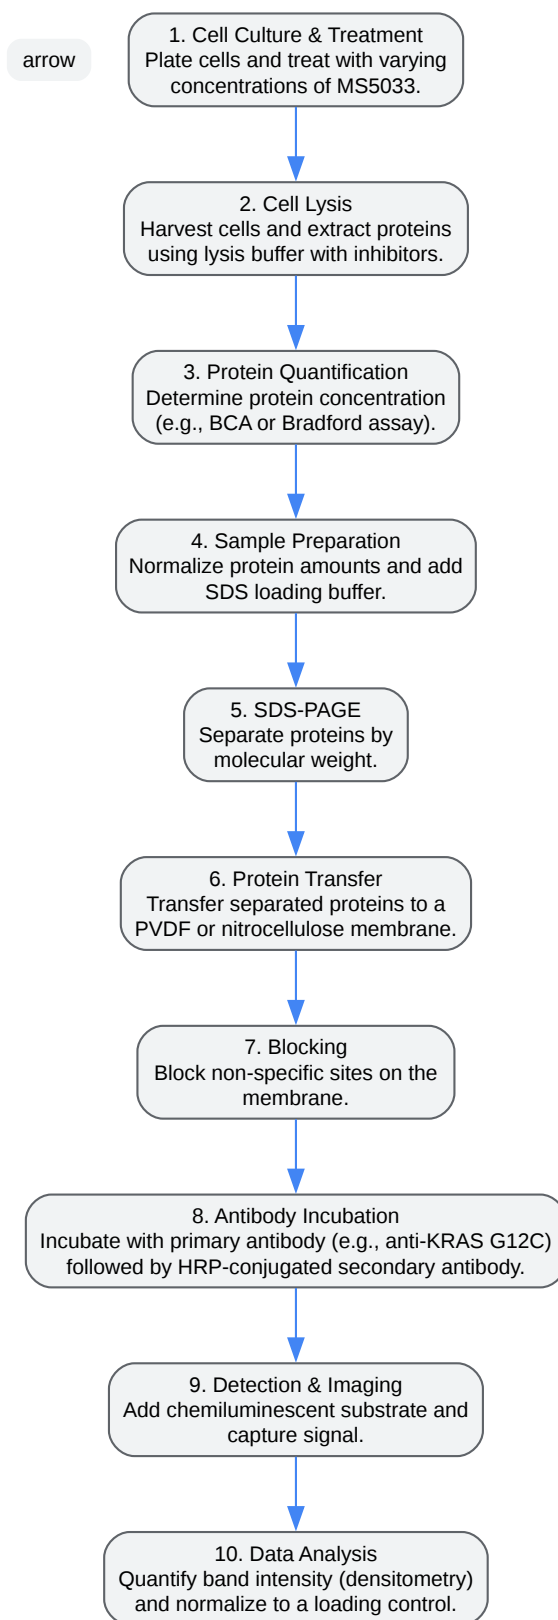 arrow
1. Cell Culture & Treatment
Plate cells and treat with varying
concentrations of MS5033.
2. Cell Lysis
Harvest cells and extract proteins
using lysis buffer with inhibitors.
3. Protein Quantification
Determine protein concentration
(e.g., BCA or Bradford assay).
4. Sample Preparation
Normalize protein amounts and add
SDS loading buffer.
5. SDS-PAGE
Separate proteins by
molecular weight.
6. Protein Transfer
Transfer separated proteins to a
PVDF or nitrocellulose membrane.
7. Blocking
Block non-specific sites on the
membrane.
8. Antibody Incubation
Incubate with primary antibody (e.g., anti-KRAS G12C)
followed by HRP-conjugated secondary antibody.
9. Detection & Imaging
Add chemiluminescent substrate and
capture signal.
10. Data Analysis
Quantify band intensity (densitometry)
and normalize to a loading control.